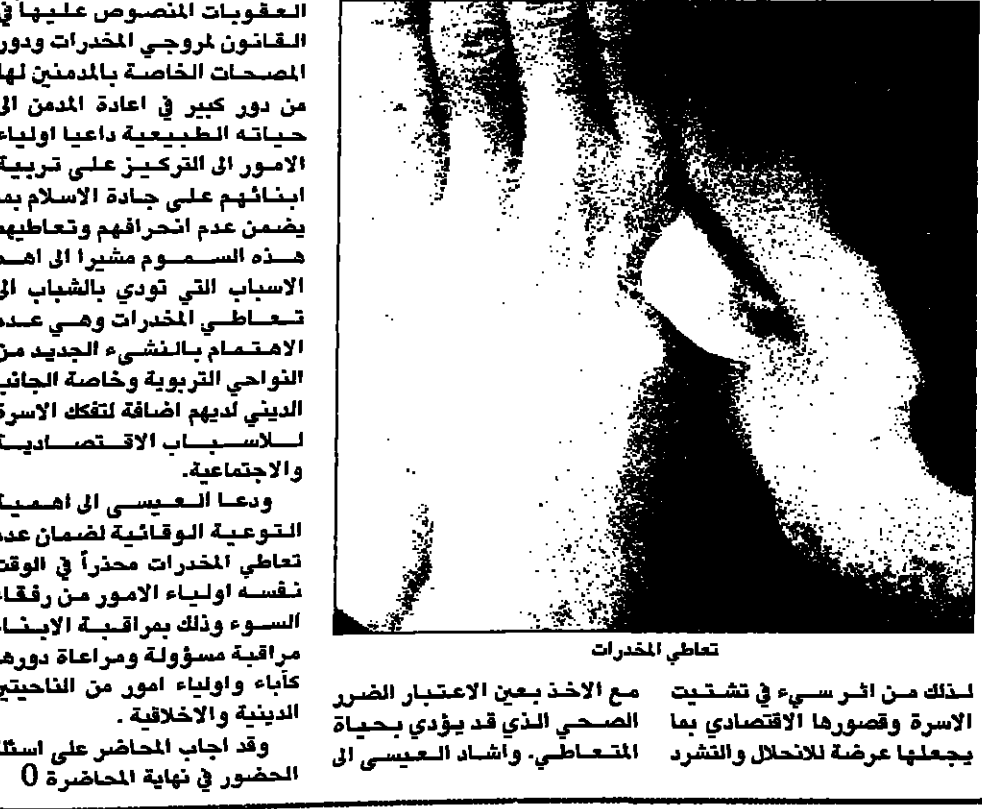 تعاطي المخدرات
لذلك من اثر سيء في تشتيت
الاسرة وقصورها الاقتصادي بما
يجعلها عرضة للانحلال والتشرد
مع الاخذ بعين الاعتبار الضرر
الصحي الذي قد يؤدي بحياة
المتعاطي. واشاد العيسى الى
العقوبات المنصوص عليها في
القانون لمروجي المخدرات ودور
المصحات الخاصة بالمدمنين لها
من دور كبير في اعادة المدمن الى
حياته الطبيعية داعيا اولياء
الامور الى التركيز على تربية
ابنائهم على جادة الاسلام بم
يضمن عدم انحرافهم وتعاطيهم
هذه السموم مشيرا الى اهم
الاسباب التي تودي بالشباب الى
تعاطي المخدرات وهي عدم
الاهتمام بالنشىء الجديد من
النواحي التربوية وخاصة الجانب
الديني لديهم اضافة لتفكك الاسرة
للاسباب الاقتصادية
والاجتماعية.
ودعا العيسى الى اهمية
التوعية الوقائية لضمان عدم
تعاطي المخدرات محذراً في الوقت
نفسه اولياء الامور من رفقاء
السوء وذلك بمراقبة الابناء
مراقبة مسؤولة ومراعاة دورهم
كآباء واولياء امور من الناحيتين
الدينية والاخلاقية .
وقد اجاب المحاضر على اسئلة
الحضور في نهاية المحاضرة 0